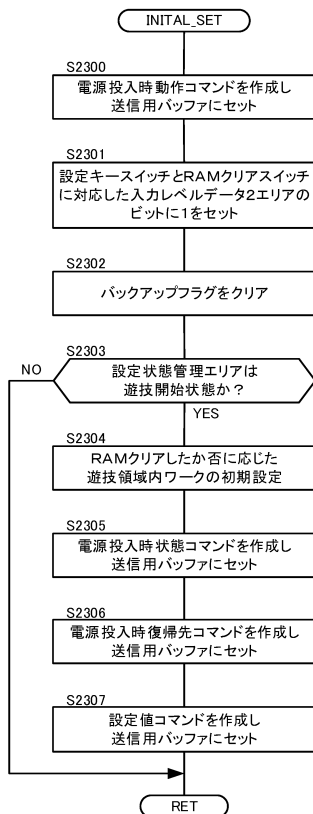 INITAL_SET
S2300
電源投入時動作コマンドを作成し
送信用バッファにセット
S2301
設定キースイッチとRAMクリアスイッチ
に対応した入力レベルデータ2エリアの
ビットに1をセット
S2302
バックアップフラグをクリア
S2303
設定状態管理エリアは
遊技開始状態か?
NO
YES
S2304
RAMクリアしたか否に応じた
遊技領域内ワークの初期設定
S2305
電源投入時状態コマンドを作成し
送信用バッファにセット
S2306
電源投入時復帰先コマンドを作成し
送信用バッファにセット
S2307
設定値コマンドを作成し
送信用バッファにセット
RET